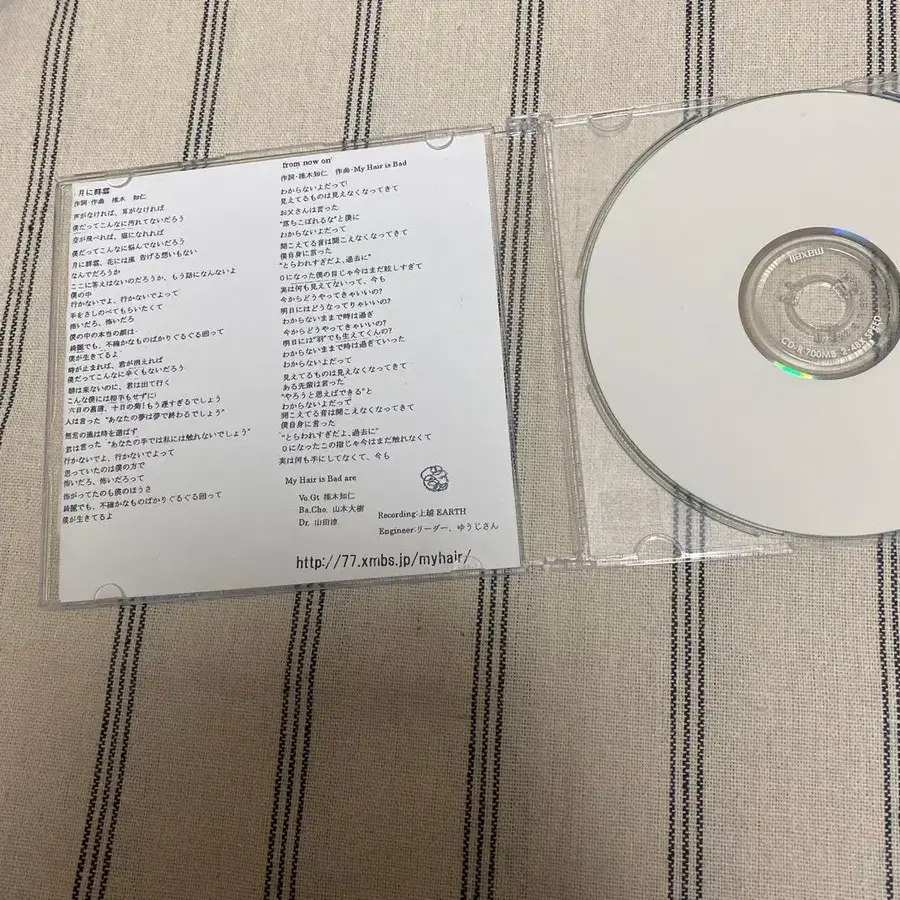 月に群雲
作詞・作曲 椎木 知仁
声がなければ、耳がなければ
僕だってこんなに汚れてないだろう
空が飛べれば、猫になれれば
僕だってこんなに悩んでないだろう
月に群雲、花には風 告げる想いもない
なんでだろうか
ここに答えはないのだろうか、もう話になんないよ
僕の中
行かないでよ、行かないでよって
手をさしのべてもらいたくて
怖いだろ、怖いだろ
僕の中の本当の顔は
綺麗でも、不確かなものばかりぐるぐる回って
僕が生きてるよ
時が止まれば、君が消えれば
僕だってこんなに辛くもないだろう
朝は来ないのに、君は出て行く
こんな僕には相手もせずに
六日の菖蒲、十日の菊 もう遅すぎるでしょう
人は言った "あなたの夢は夢で終わるでしょう"
無常の風は時を選ばず
君は言った "あなたの手では私には触れないでしょう"
行かないでよ、行かないでよって
思っていたのは僕の方で
怖いだろ、怖いだろって
怖がってたのも僕のほうさ
綺麗でも、不確かなものばかりぐるぐる回って
僕が生きてるよ
from now on
作詞・椎木知仁 作曲・My Hair is Bad
わからないよだって
見えてるものは見えなくなってきて
お父さんは言った
"落ちこぼれるな"と僕に
わからないよだって
聞こえてる音は聞こえなくなってきて
僕自身に言った
"とらわれすぎだよ、過去に"
0になった僕の目じゃ今はまだ眩しすぎて
実は何も見えてないって、今も
今からどうやってきゃいいの?
明日にはどうなってりゃいいの?
わからないままで時は過ぎ
今からどうやってきゃいいの?
明日には"羽"でも生えてくんの?
わからないままで時は過ぎていった
わからないよだって
見えてるものは見えなくなってきて
ある先輩は言った
"やろうと思えばできる"と
わからないよだって
聞こえてる音は聞こえなくなってきて
僕自身に言った
"とらわれすぎだよ、過去に"
0になったこの指じゃ今はまだ触れなくて
実は何も手にしてなくて、今も
My Hair is Bad are
Vo.Gt 椎木知仁
Ba.Cho. 山本大樹
Dr. 山田淳
Recording:上越 EARTH
Engineer:リーダー、ゆうじさん
http://77.xmbs.jp/myhair/
maxell
CD-R 700MB 2-48X SPEED